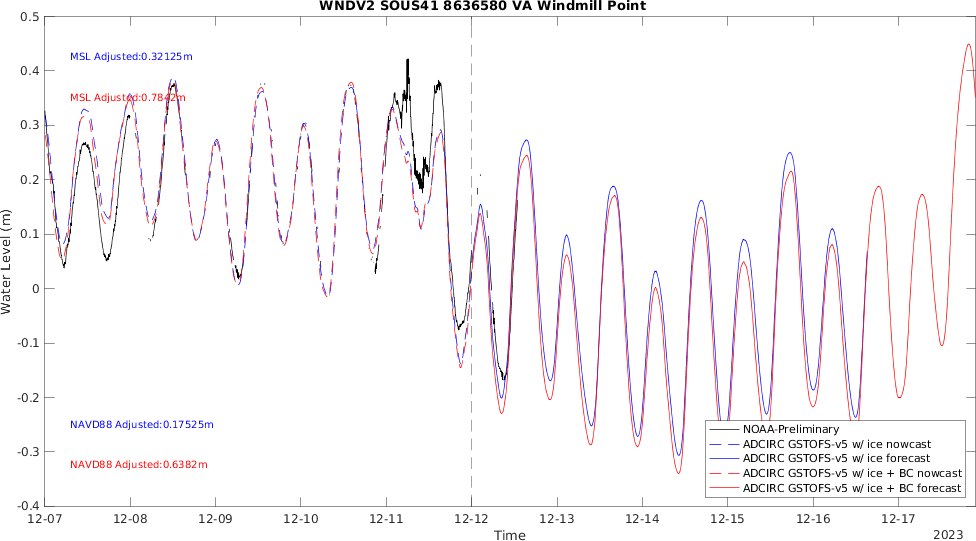 WNDV2 SOUS41 8636580 VA Windmill Point
0.5
0.4
0.3
0.2
0.1
0
-0.1
-0.2
-0.3
-0.4
Water Level (m)
MSL Adjusted:0.32125m
MSL Adjusted:0.7842m
NAVD88 Adjusted:0.17525m
NAVD88 Adjusted:0.6382m
NOAA-Preliminary
ADCIRC GSTOFS-v5 w/ ice nowcast
ADCIRC GSTOFS-v5 w/ ice forecast
ADCIRC GSTOFS-v5 w/ ice + BC nowcast
ADCIRC GSTOFS-v5 w/ ice + BC forecast
12-07 12-08 12-09 12-10 12-11 12-12 12-13 12-14 12-15 12-16 12-17
Time
2023